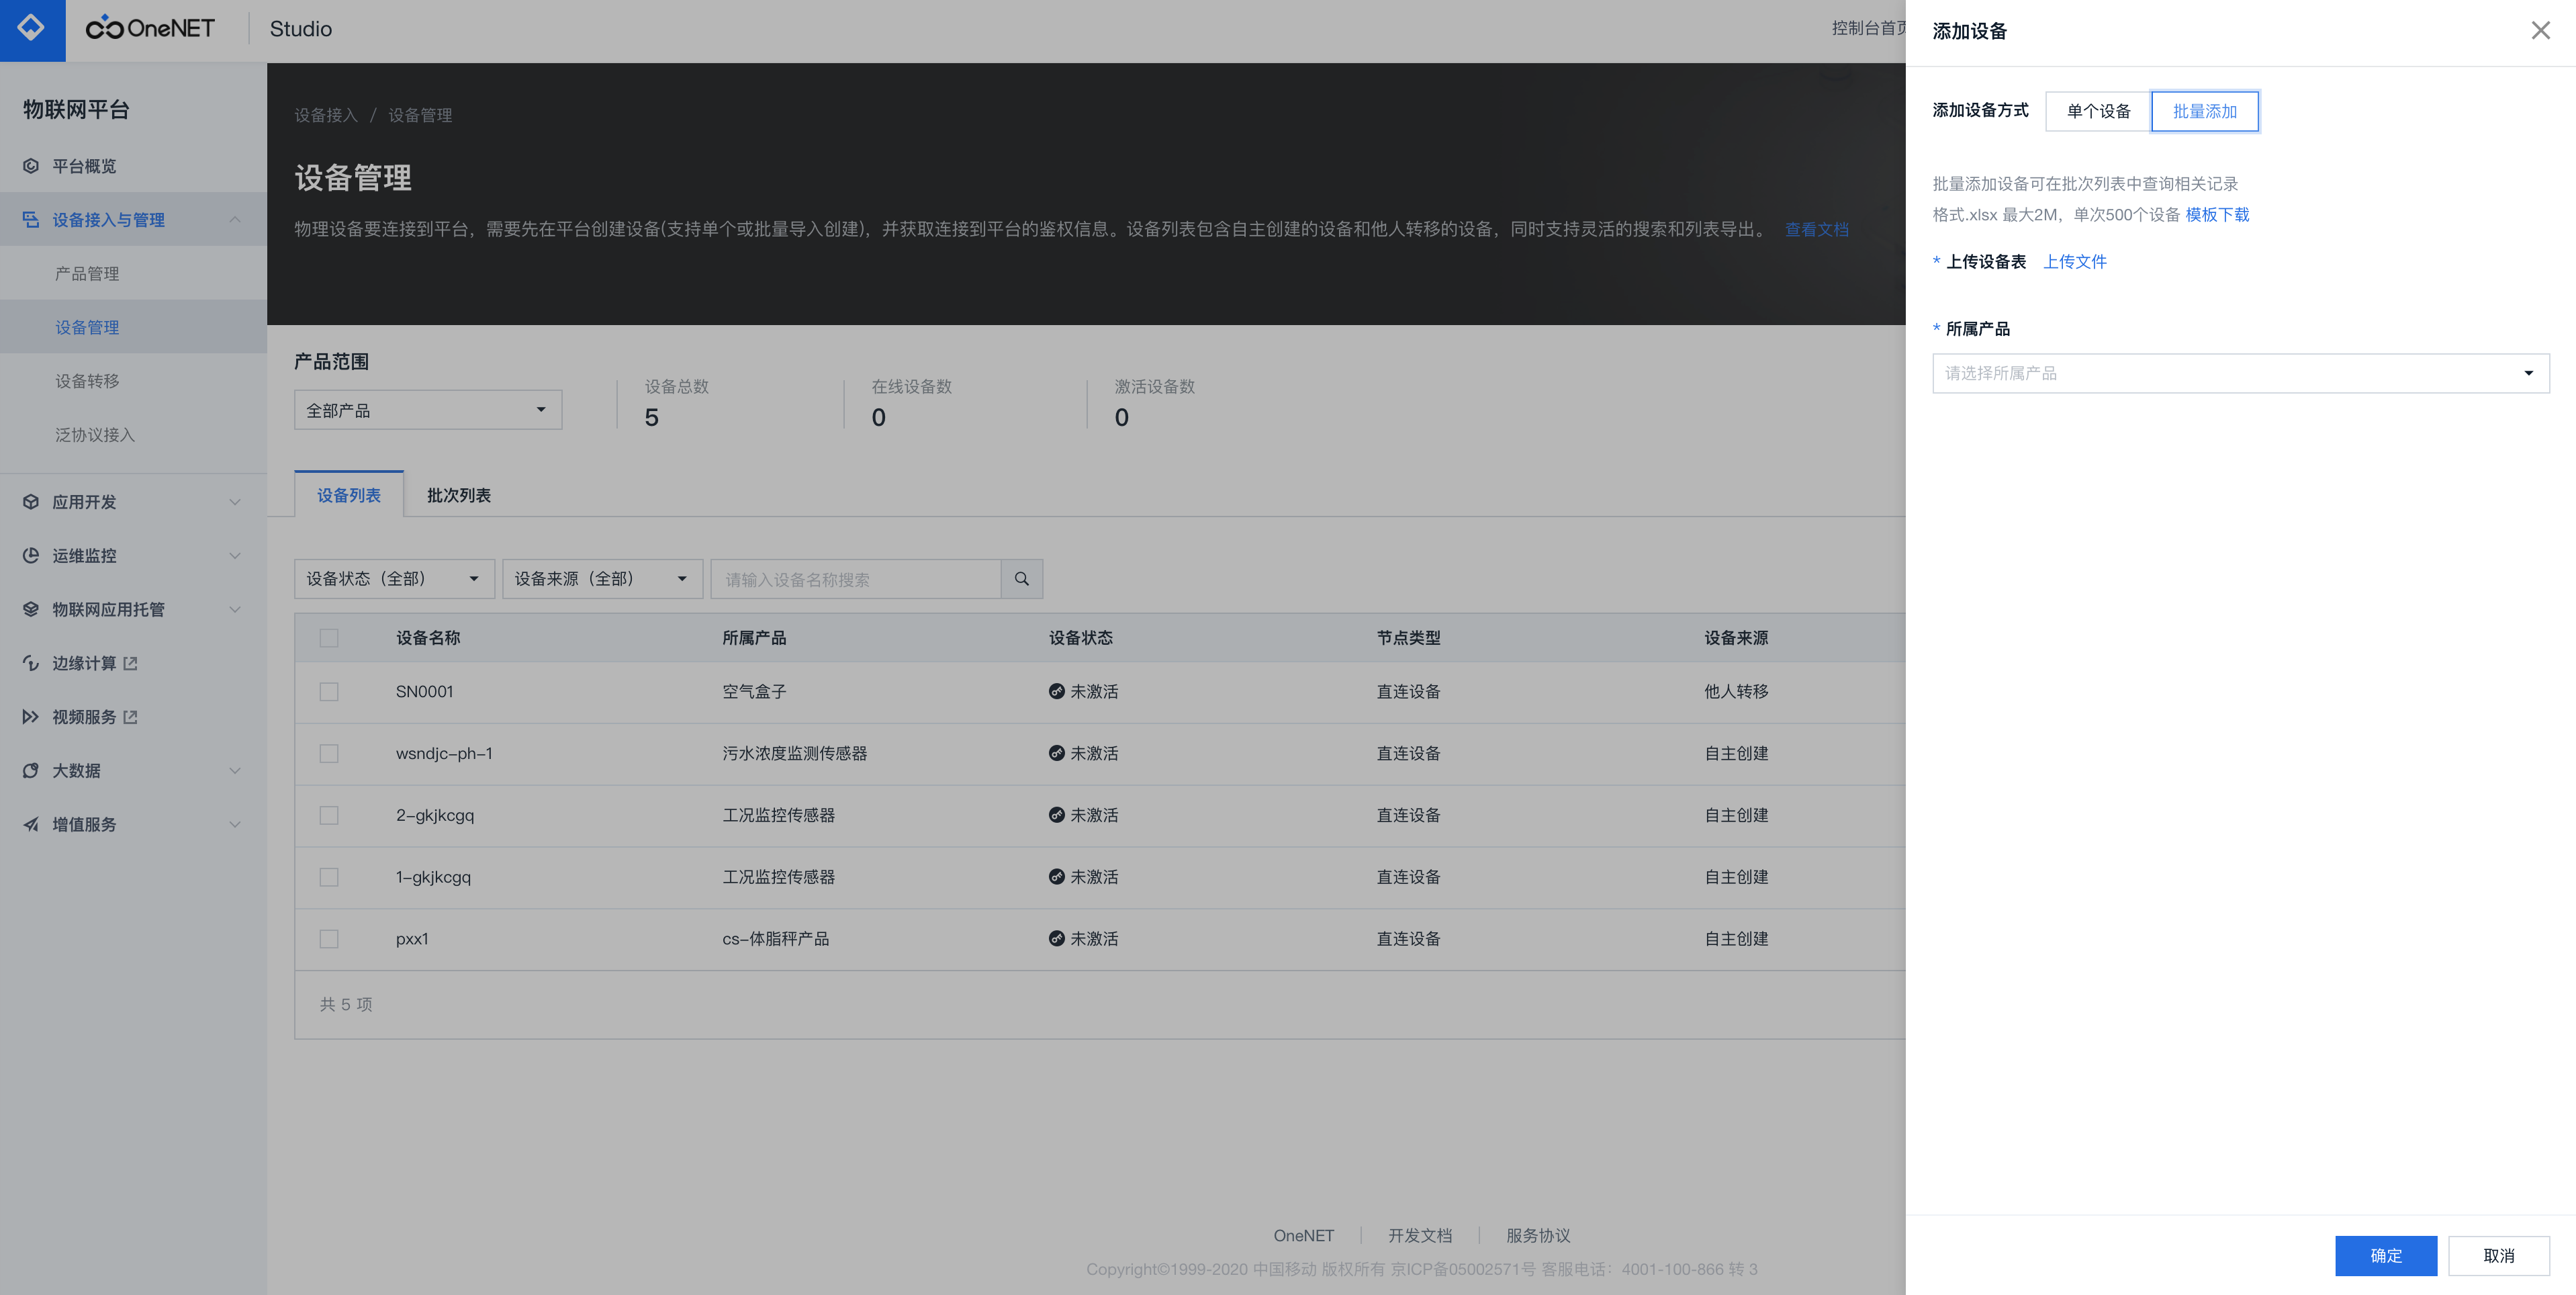 OneNET
Studio
控制台首页
物联网平台
平台概览
设备接入与管理
产品管理
设备管理
设备转移
泛协议接入
应用开发
运维监控
物联网应用托管
边缘计算
视频服务
大数据
增值服务
设备接入 / 设备管理
设备管理
物理设备要连接到平台，需要先在平台创建设备(支持单个或批量导入创建)，并获取连接到平台的鉴权信息。设备列表包含自主创建的设备和他人转移的设备，同时支持灵活的搜索和列表导出。 查看文档
产品范围
全部产品
设备总数
5
在线设备数
0
激活设备数
0
设备列表 批次列表
设备状态（全部） 设备来源（全部） 请输入设备名称搜索
设备名称 所属产品 设备状态 节点类型 设备来源
SN0001 空气盒子 未激活 直连设备 他人转移
wsndjc-ph-1 污水浓度监测传感器 未激活 直连设备 自主创建
2-gkjkcgq 工况监控传感器 未激活 直连设备 自主创建
1-gkjkcgq 工况监控传感器 未激活 直连设备 自主创建
pxx1 cs-体脂秤产品 未激活 直连设备 自主创建
共 5 项
OneNET 开发文档 服务协议
Copyright©1999-2020 中国移动 版权所有 京ICP备05002571号 客服电话：4001-100-866 转 3
添加设备
添加设备方式 单个设备 批量添加
批量添加设备可在批次列表中查询相关记录
格式.xlsx 最大2M，单次500个设备 模板下载
* 上传设备表 上传文件
* 所属产品
请选择所属产品
确定 取消